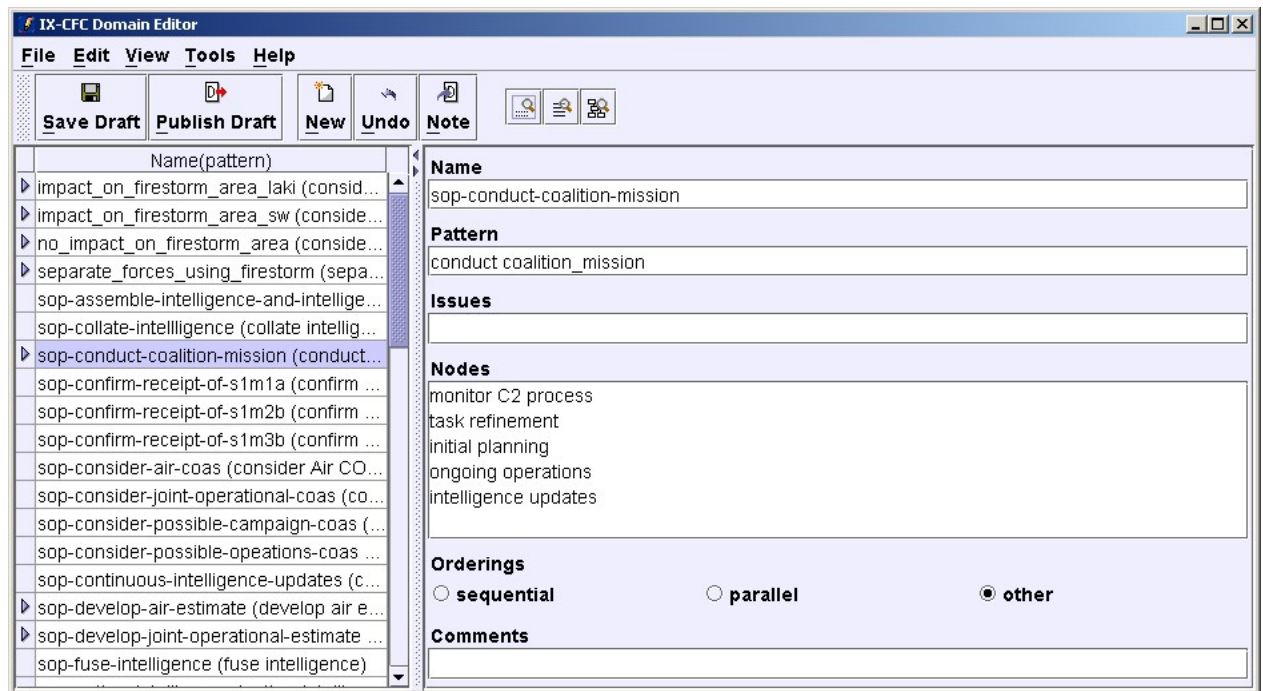 IX-CFC Domain Editor
File Edit View Tools Help
Save Draft Publish Draft New Undo Note
Name(pattern)
impact_on_firestorm_area_laki (consid...
impact_on_firestorm_area_sw (conside...
no_impact_on_firestorm_area (conside...
separate_forces_using_firestorm (sepa...
sop-assemble-intelligence-and-intellige...
sop-collate-intellligence (collate intellig...
sop-conduct-coalition-mission (conduct...
sop-confirm-receipt-of-s1m1a (confirm ...
sop-confirm-receipt-of-s1m2b (confirm ...
sop-confirm-receipt-of-s1m3b (confirm ...
sop-consider-air-coas (consider Air CO...
sop-consider-joint-operational-coas (co...
sop-consider-possible-campaign-coas (...
sop-consider-possible-opeations-coas ...
sop-continuous-intelligence-updates (c...
sop-develop-air-estimate (develop air e...
sop-develop-joint-operational-estimate ...
sop-fuse-intelligence (fuse intelligence)
Name
sop-conduct-coalition-mission
Pattern
conduct coalition_mission
Issues
Nodes
monitor C2 process
task refinement
initial planning
ongoing operations
intelligence updates
Orderings
sequential parallel other
Comments